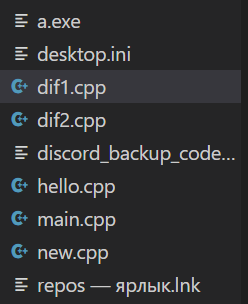 a.exe
desktop.ini
dif1.cpp
dif2.cpp
discord_backup_code...
hello.cpp
main.cpp
new.cpp
repos — ярлык.lnk